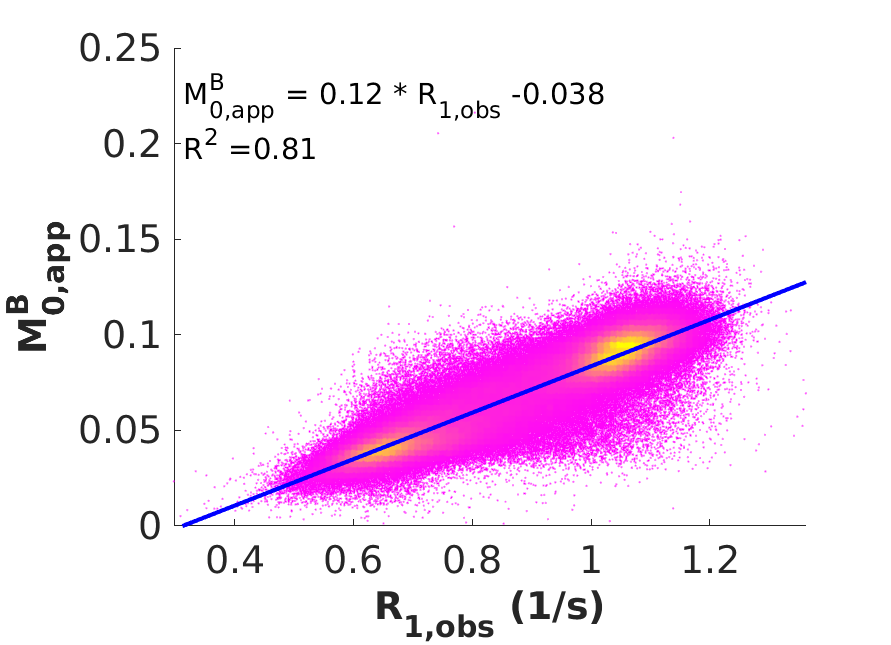 0.25
M^B_0,app = 0.12 * R_1,obs -0.038
R^2 =0.81
0.2
0.15
0.1
0.05
0
M^B_0,app
0.4 0.6 0.8 1 1.2
R_1,obs (1/s)